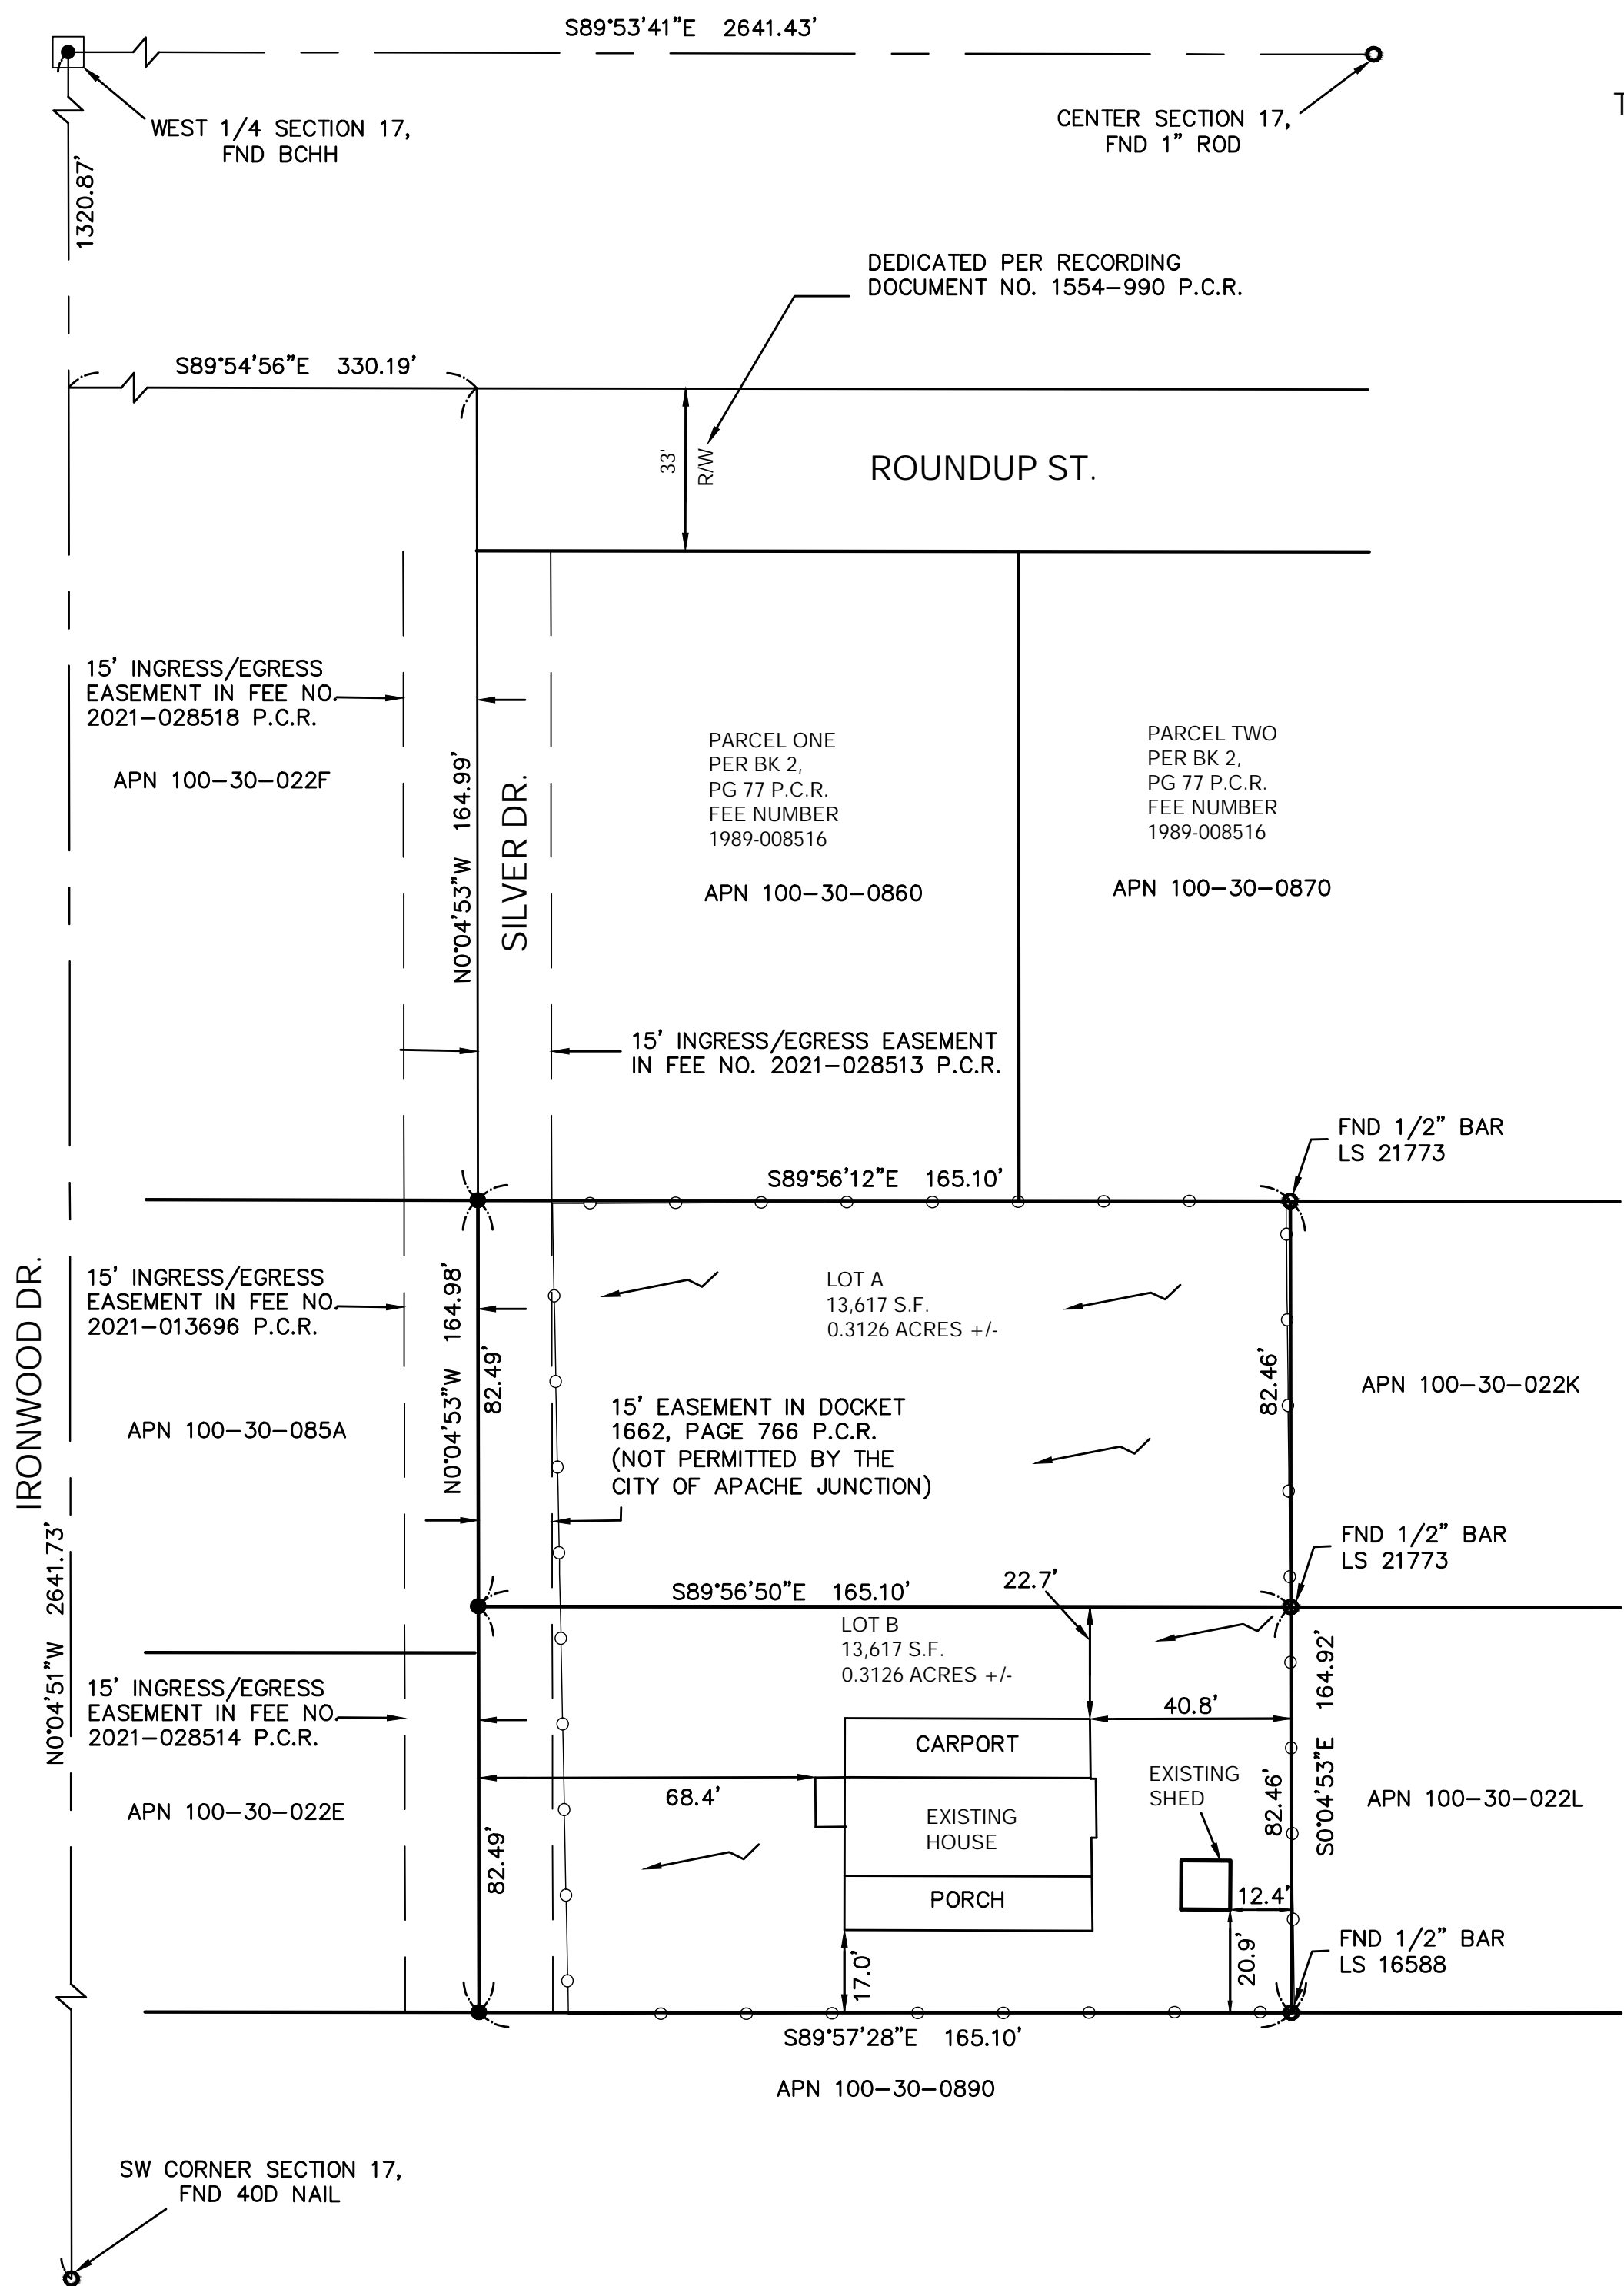 S89°53'41"E 2641.43'
T
WEST 1/4 SECTION 17,
FND BCHH
CENTER SECTION 17,
FND 1" ROD
1320.87'
DEDICATED PER RECORDING
DOCUMENT NO. 1554-990 P.C.R.
S89°54'56"E 330.19'
33'
R/W
ROUNDUP ST.
15' INGRESS/EGRESS
EASEMENT IN FEE NO.
2021-028518 P.C.R.
APN 100-30-022F
N0°04'53"W 164.99'
SILVER DR.
PARCEL ONE
PER BK 2,
PG 77 P.C.R.
FEE NUMBER
1989-008516
APN 100-30-0860
PARCEL TWO
PER BK 2,
PG 77 P.C.R.
FEE NUMBER
1989-008516
APN 100-30-0870
15' INGRESS/EGRESS EASEMENT
IN FEE NO. 2021-028513 P.C.R.
FND 1/2" BAR
LS 21773
S89°56'12"E 165.10'
IRONWOOD DR.
N0°04'51"W 2641.73'
15' INGRESS/EGRESS
EASEMENT IN FEE NO.
2021-013696 P.C.R.
APN 100-30-085A
N0°04'53"W 164.98'
82.49'
LOT A
13,617 S.F.
0.3126 ACRES +/-
82.46'
APN 100-30-022K
15' EASEMENT IN DOCKET
1662, PAGE 766 P.C.R.
(NOT PERMITTED BY THE
CITY OF APACHE JUNCTION)
FND 1/2" BAR
LS 21773
S89°56'50"E 165.10'
22.7'
LOT B
13,617 S.F.
0.3126 ACRES +/-
15' INGRESS/EGRESS
EASEMENT IN FEE NO.
2021-028514 P.C.R.
APN 100-30-022E
82.49'
68.4'
40.8'
CARPORT
EXISTING
HOUSE
PORCH
EXISTING
SHED
82.46'
S0°04'53"E 164.92'
APN 100-30-022L
12.4'
20.9'
17.0'
FND 1/2" BAR
LS 16588
S89°57'28"E 165.10'
APN 100-30-0890
SW CORNER SECTION 17,
FND 40D NAIL